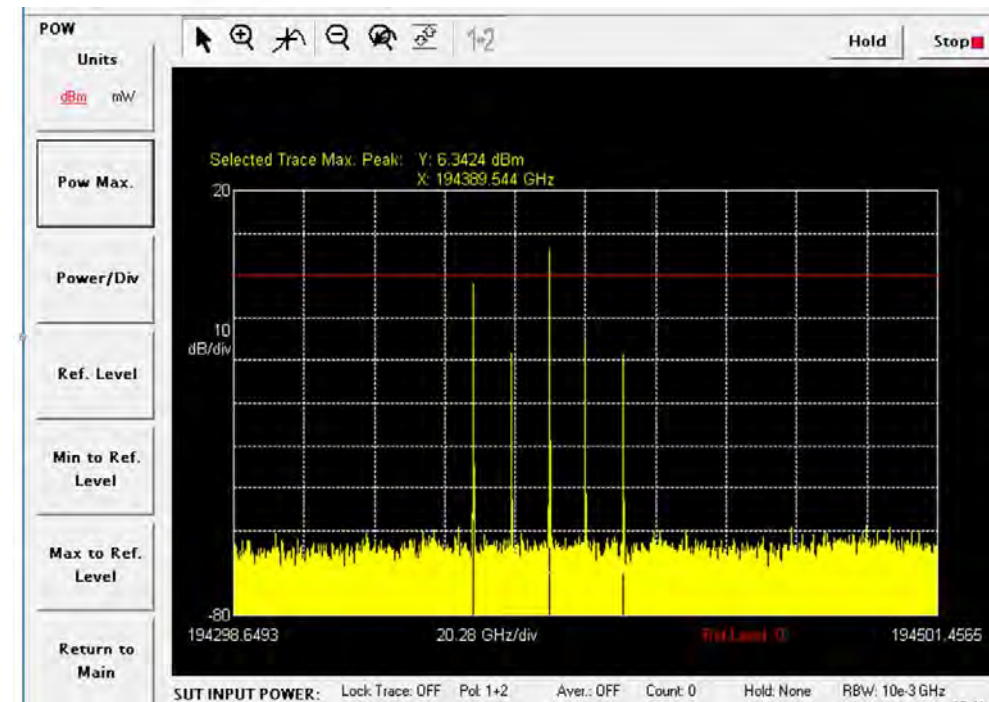 POW
Units
dBm mW
Pow Max.
Power/Div
Ref. Level
Min to Ref.
Level
Max to Ref.
Level
Return to
Main
1-2
Hold Stop
Selected Trace Max. Peak: Y: 6.3424 dBm
X: 194389.544 GHz
20
10
dB/div
-80
194298.6493 20.28 GHz/div Ref Level: 0 194501.4565
SUT INPUT POWER: Lock Trace: OFF Pol: 1+2 Aver.: OFF Count: 0 Hold: None RBW: 10e-3 GHz